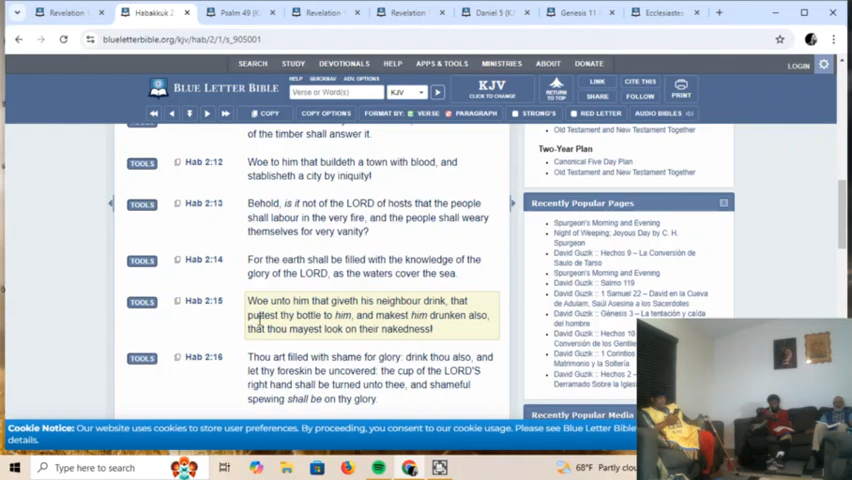 Revelation 1
Habakkuk 2
Psalm 49 (K
Revelation 1
Revelation
Daniel 5 (KJ
Genesis 11
Ecclesiastes
blueletterbible.org/kjv/hab/2/1/s_905001
SEARCH STUDY DEVOTIONALS HELP APPS & TOOLS MINISTRIES ABOUT DONATE LOGIN
BLUE LETTER BIBLE
HELP QUICKNAV ADV. OPTIONS
Verse or Word(s)
KJV
KJV
CLICK TO CHANGE
RETURN TO TOP
LINK
SHARE
CITE THIS
FOLLOW
PRINT
COPY COPY OPTIONS FORMAT BY: VERSE PARAGRAPH STRONG'S RED LETTER AUDIO BIBLES
of the timber shall answer it.
TOOLS Hab 2:12 Woe to him that buildeth a town with blood, and
stablisheth a city by iniquity!
TOOLS Hab 2:13 Behold, is it not of the LORD of hosts that the people
shall labour in the very fire, and the people shall weary
themselves for very vanity?
TOOLS Hab 2:14 For the earth shall be filled with the knowledge of the
glory of the LORD, as the waters cover the sea.
TOOLS Hab 2:15 Woe unto him that giveth his neighbour drink, that
puttest thy bottle to him, and makest him drunken also,
that thou mayest look on their nakedness!
TOOLS Hab 2:16 Thou art filled with shame for glory: drink thou also, and
let thy foreskin be uncovered: the cup of the LORD'S
right hand shall be turned unto thee, and shameful
spewing shall be on thy glory.
Old Testament and New Testament Together
Two-Year Plan
Canonical Five Day Plan
Old Testament and New Testament Together
Recently Popular Pages
Spurgeon's Morning and Evening
Night of Weeping; Joyous Day by C. H.
Spurgeon
David Guzik :: Hechos 9 – La Conversión de
Saulo de Tarso
Spurgeon's Morning and Evening
David Guzik :: Salmo 119
David Guzik :: 1 Samuel 22 – David en la Cueva
de Adulam; Saúl Asesina a los Sacerdotes
David Guzik :: Génesis 3 – La tentación y caída
del hombre
David Guzik :: Hechos 10
Conversión de los Gentiles
David Guzik :: 1 Corintios
Matrimonio y la Soltería
David Guzik :: Hechos 2 –
Derramado Sobre la Iglesi
Recently Popular Media
Cookie Notice: Our website uses cookies to store user preferences. By proceeding, you consent to our cookie usage. Please see Blue Letter Bible
details.
Type here to search
68°F Partly clou